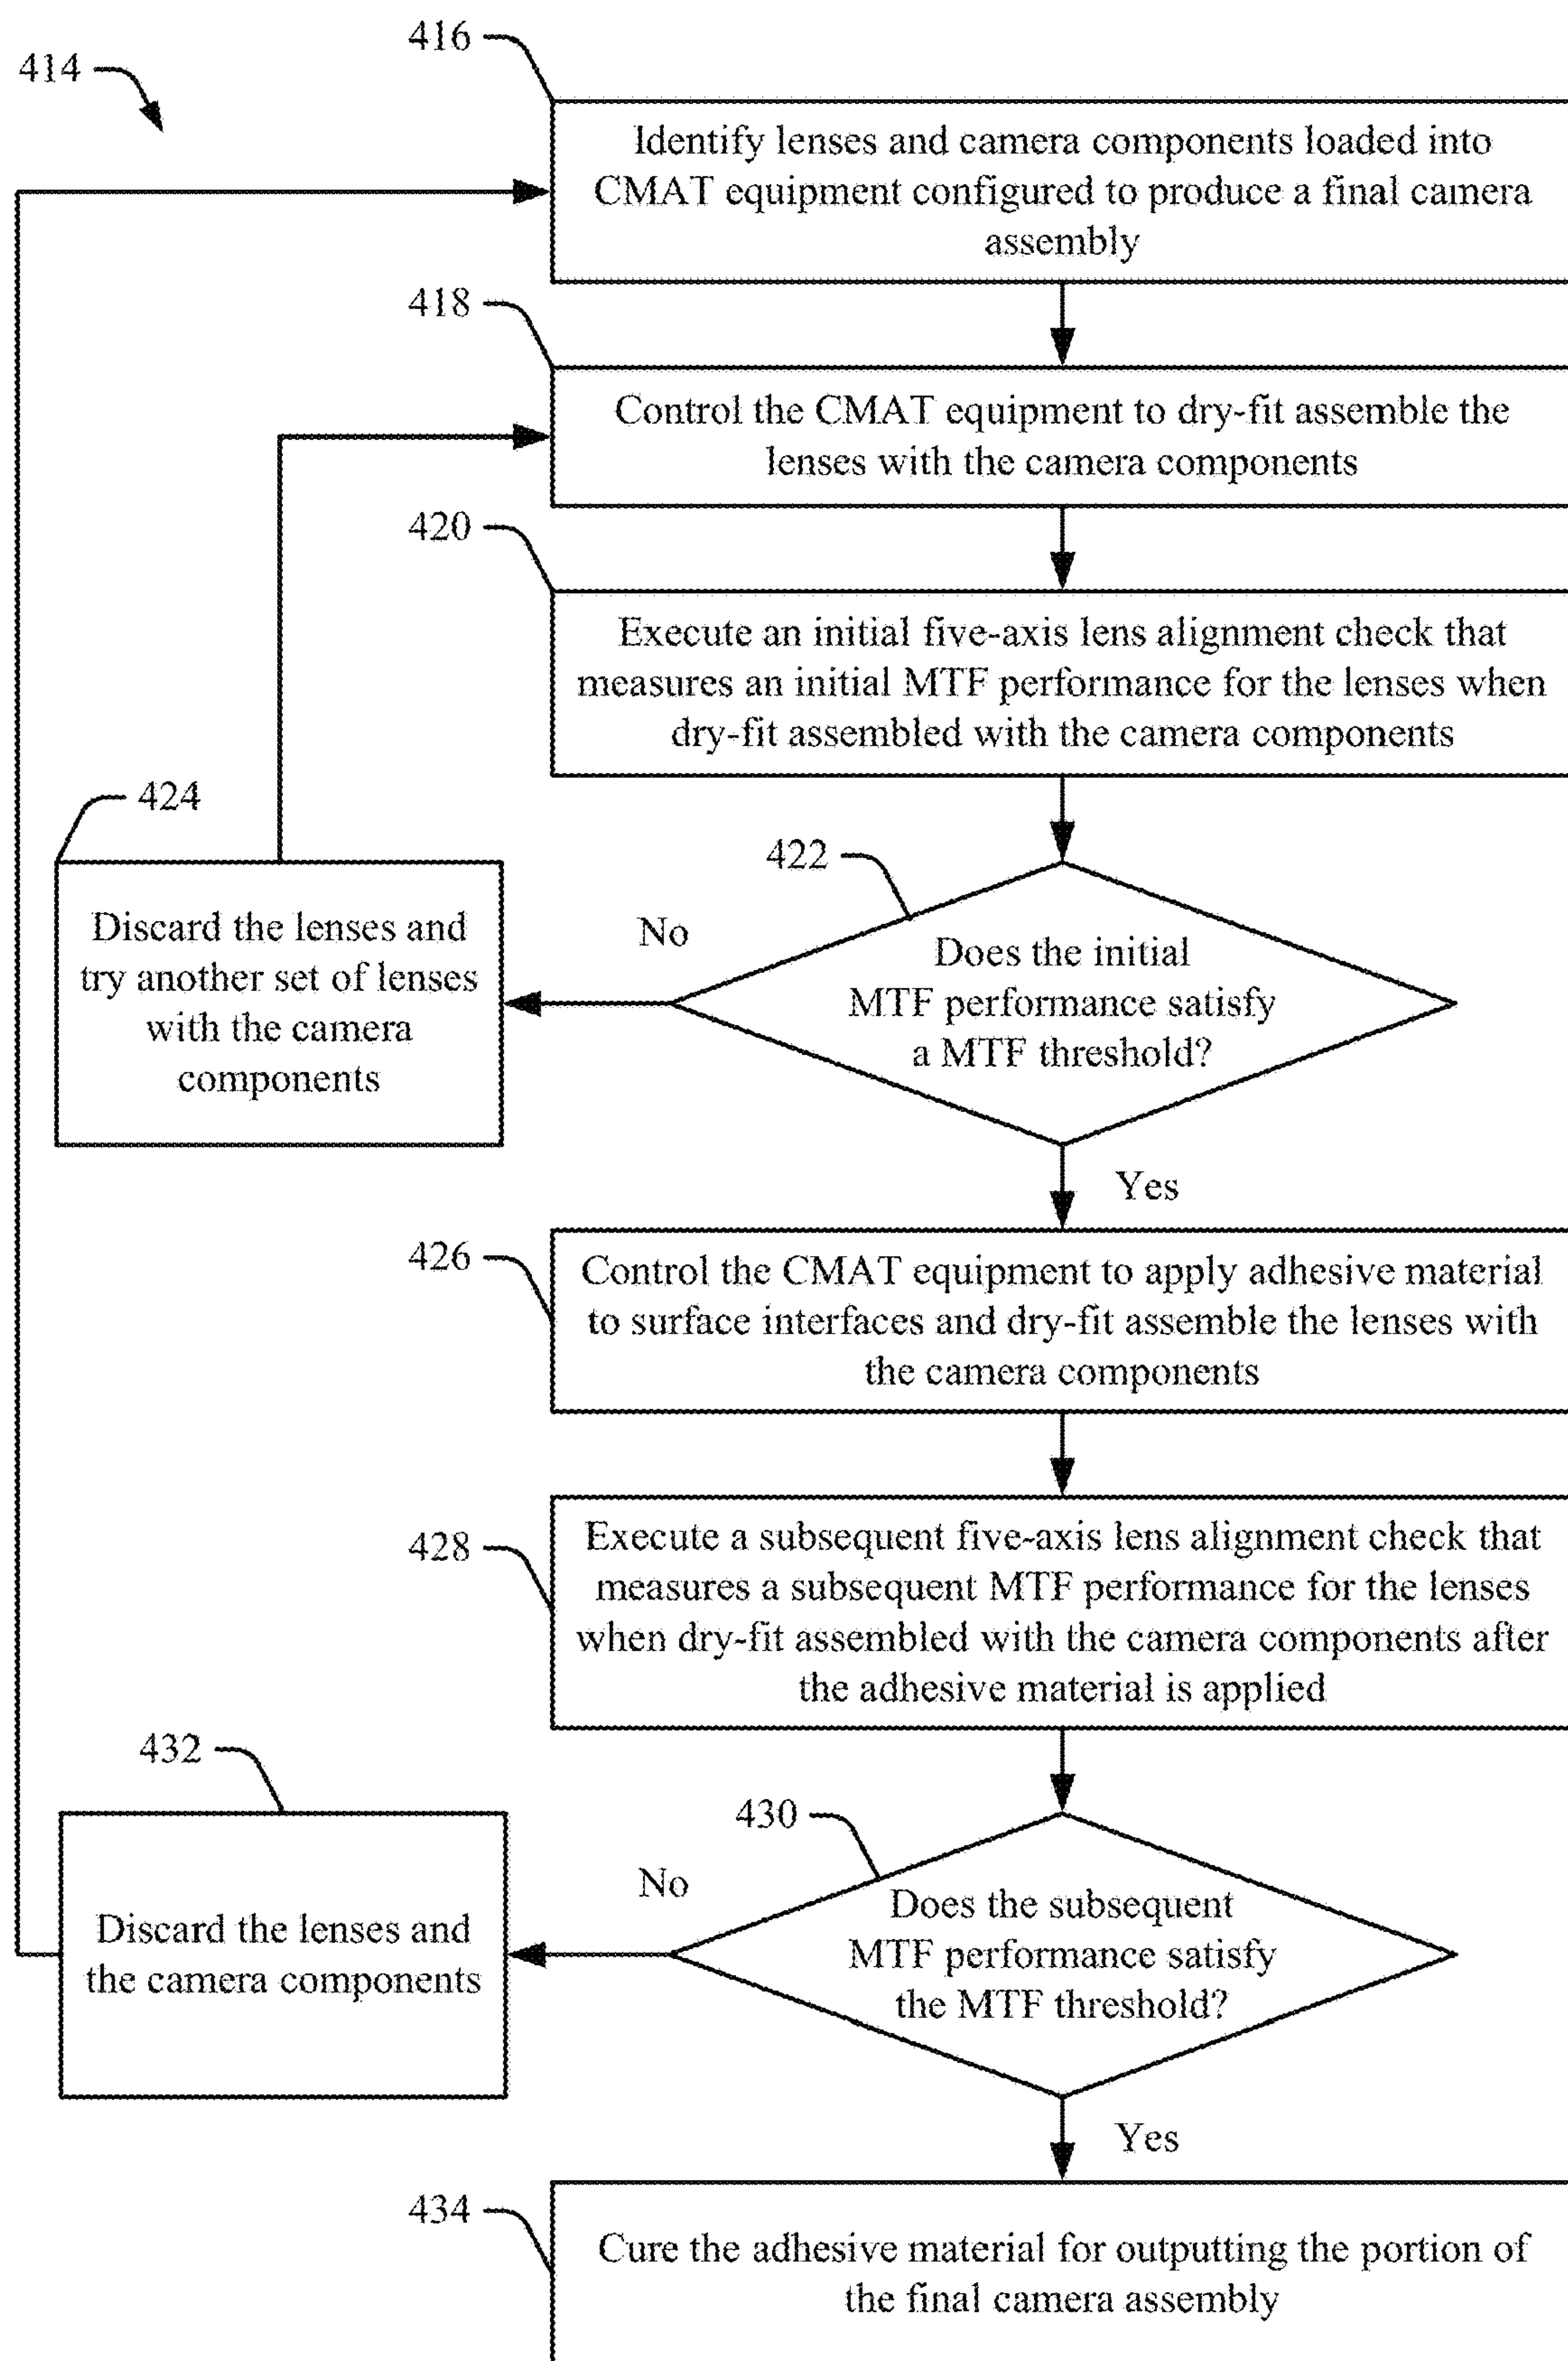 416
414
Identify lenses and camera components loaded into
CMAT equipment configured to produce a final camera
assembly
418
Control the CMAT equipment to dry-fit assemble the
lenses with the camera components
420
Execute an initial five-axis lens alignment check that
measures an initial MTF performance for the lenses when
dry-fit assembled with the camera components
424
422
No
Discard the lenses and
try another set of lenses
with the camera
components
Does the initial
MTF performance satisfy
a MTF threshold?
Yes
426
Control the CMAT equipment to apply adhesive material
to surface interfaces and dry-fit assemble the lenses with
the camera components
428
Execute a subsequent five-axis lens alignment check that
measures a subsequent MTF performance for the lenses
when dry-fit assembled with the camera components after
the adhesive material is applied
432
430
No
Discard the lenses and
the camera components
Does the subsequent
MTF performance satisfy
the MTF threshold?
Yes
434
Cure the adhesive material for outputting the portion of
the final camera assembly